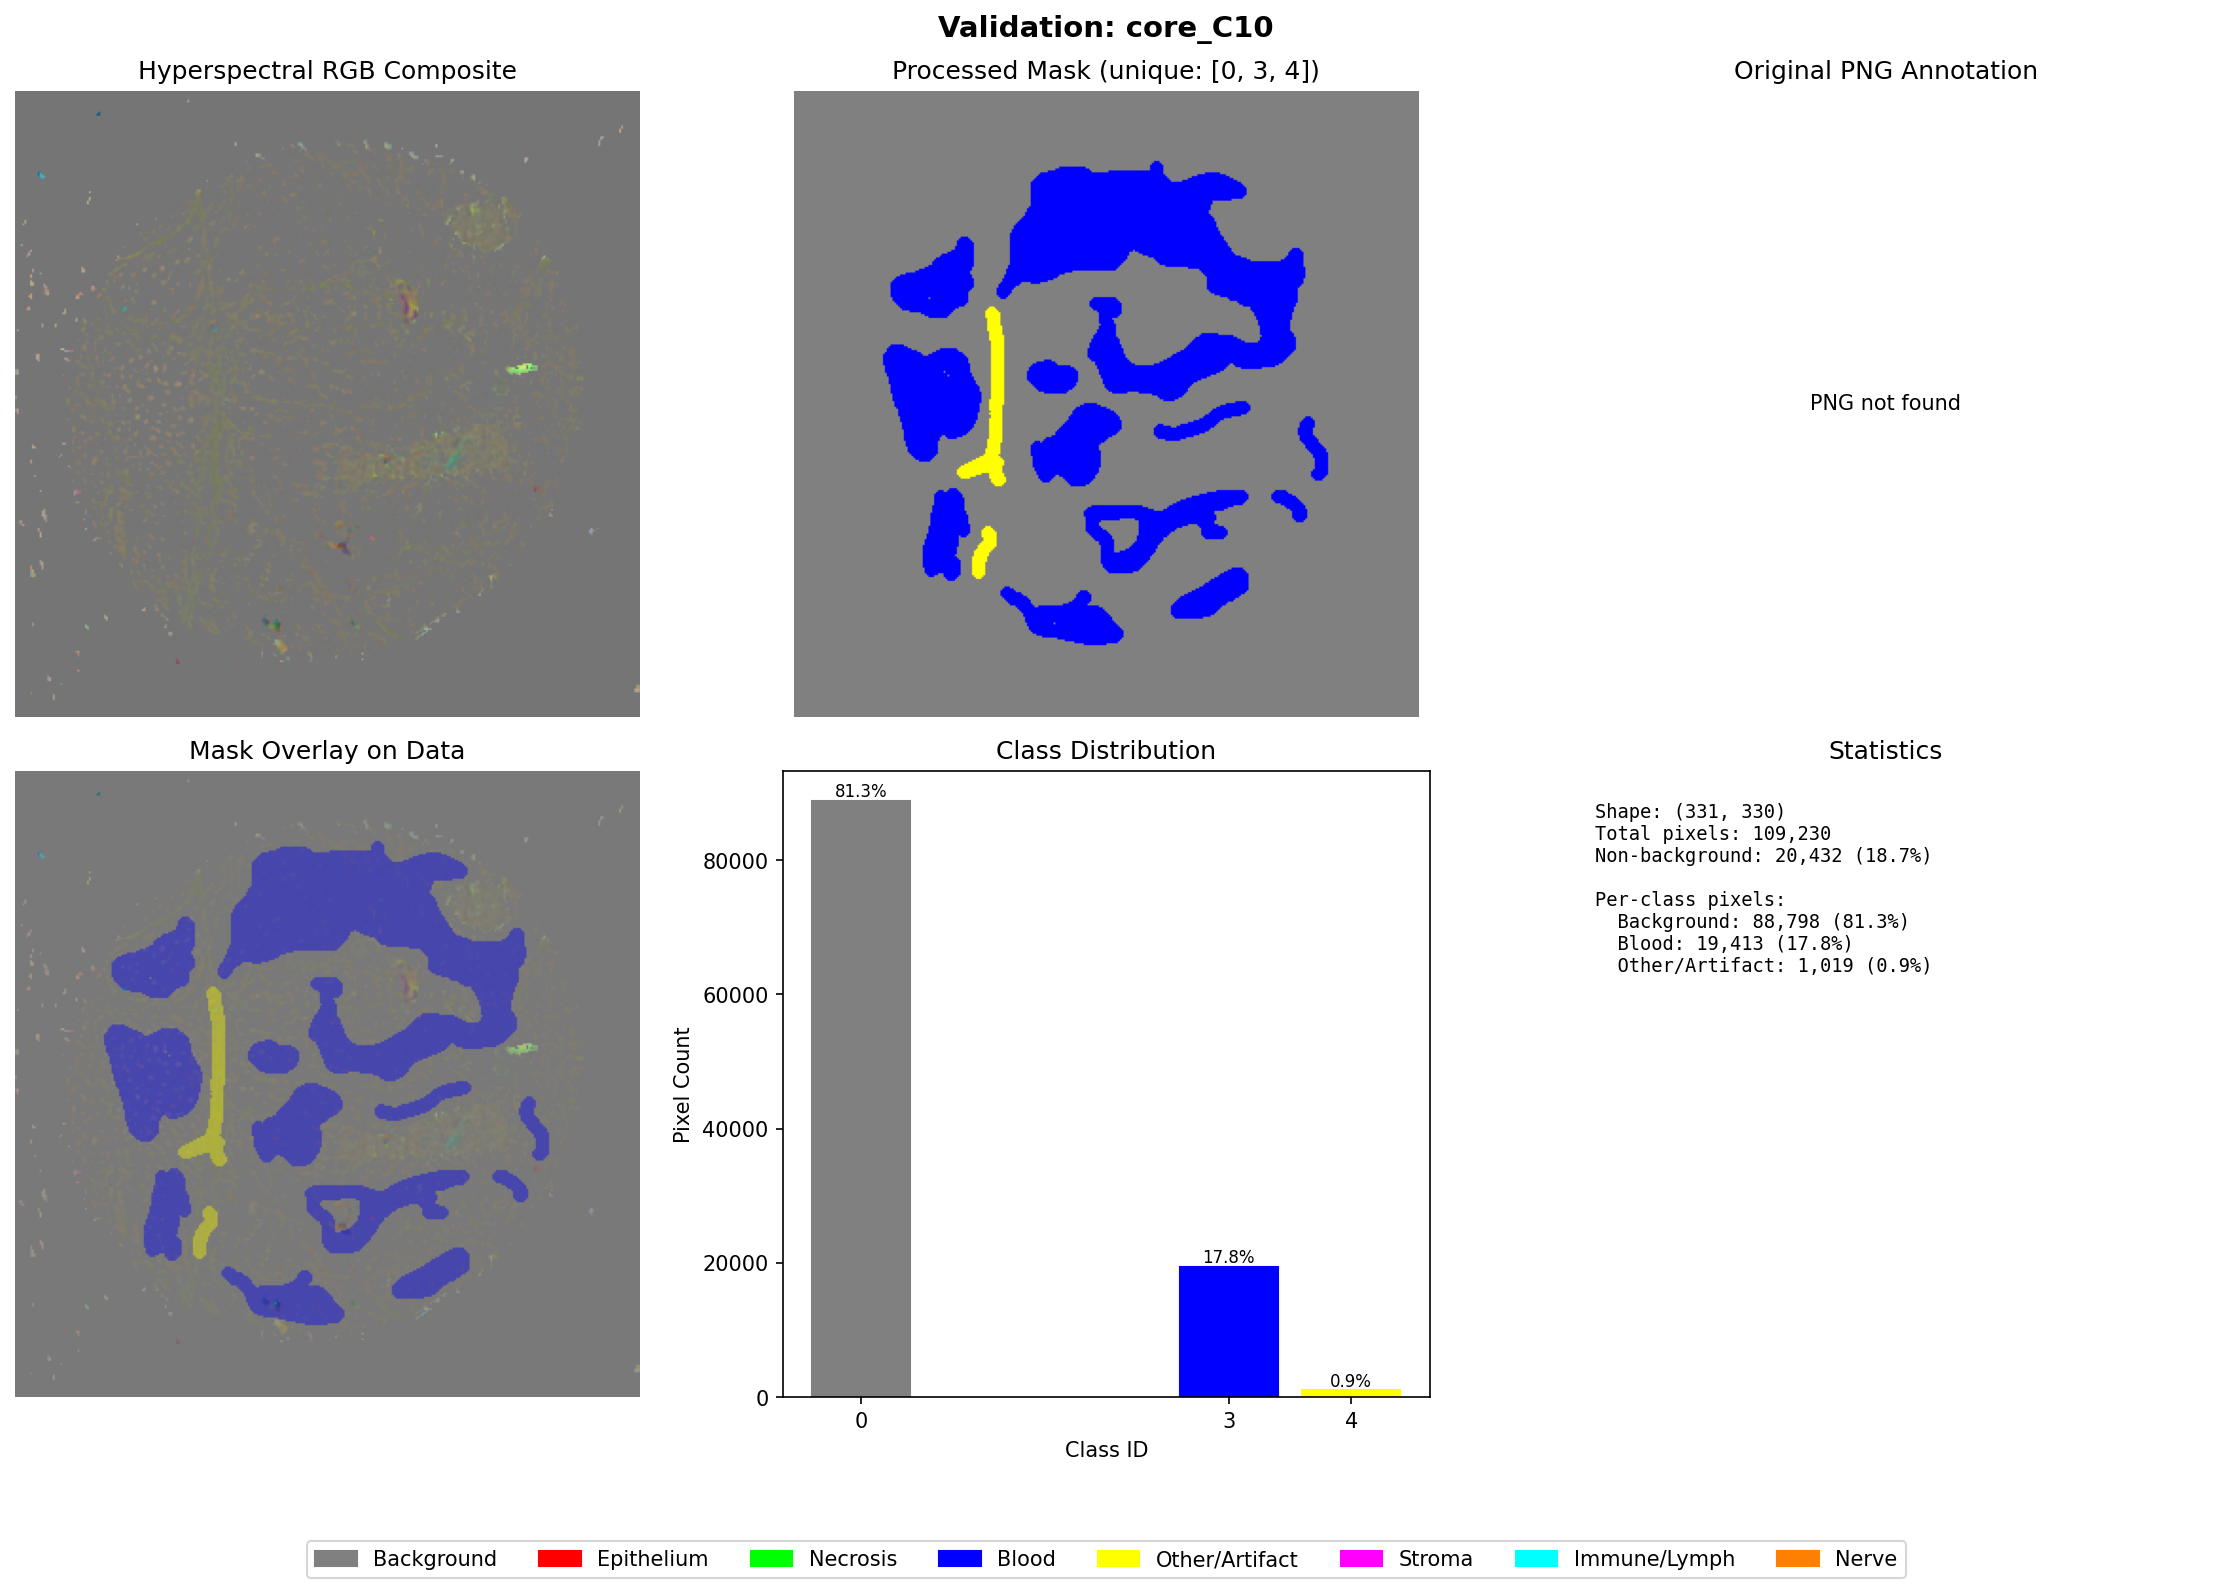 Validation: core_C10
Hyperspectral RGB Composite
Processed Mask (unique: [0, 3, 4])
Original PNG Annotation
PNG not found
Mask Overlay on Data
Class Distribution
Statistics
81.3%
17.8%
0.9%
80000
60000
40000
20000
0
Pixel Count
0 3 4
Class ID
Shape: (331, 330)
Total pixels: 109,230
Non-background: 20,432 (18.7%)
Per-class pixels:
Background: 88,798 (81.3%)
Blood: 19,413 (17.8%)
Other/Artifact: 1,019 (0.9%)
Background Epithelium Necrosis Blood Other/Artifact Stroma Immune/Lymph Nerve